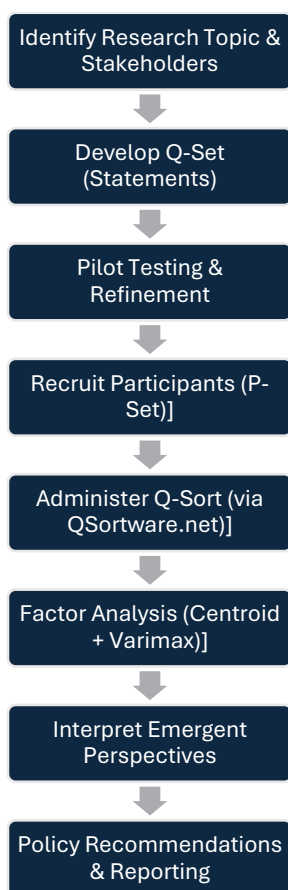 Identify Research Topic &
Stakeholders
Develop Q-Set
(Statements)
Pilot Testing &
Refinement
Recruit Participants (P-
Set)]
Administer Q-Sort (via
QSortware.net)]
Factor Analysis (Centroid
+ Varimax)]
Interpret Emergent
Perspectives
Policy Recommendations
& Reporting